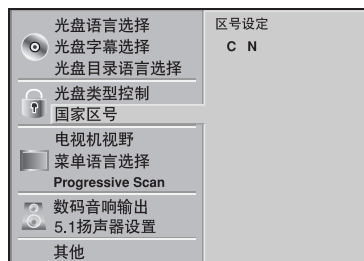 光盘语言选择
光盘字幕选择
光盘目录语言选择
光盘类型控制
国家区号
电视机视野
菜单语言选择
Progressive Scan
数码音响输出
5.1扬声器设置
其他
区号设定
C N